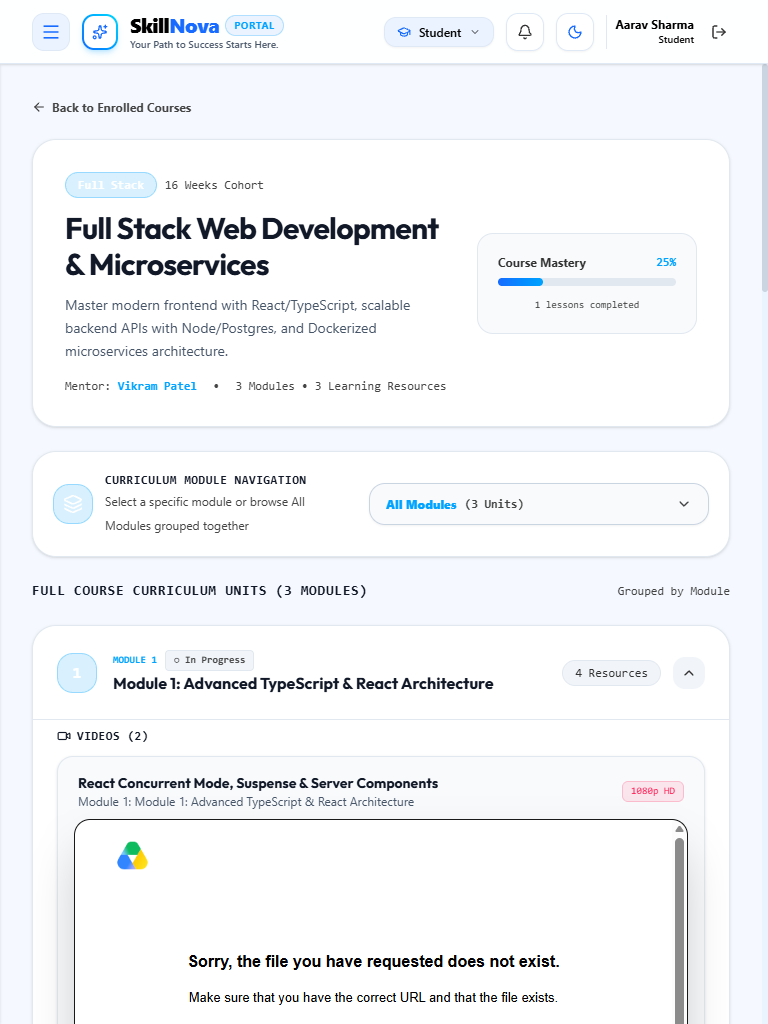 SkillNova PORTAL
Your Path to Success Starts Here.
Student
Aarav Sharma
Student
Back to Enrolled Courses
Full Stack 16 Weeks Cohort
Full Stack Web Development
& Microservices
Master modern frontend with React/TypeScript, scalable
backend APIs with Node/Postgres, and Dockerized
microservices architecture.
Mentor: Vikram Patel • 3 Modules • 3 Learning Resources
Course Mastery 25%
1 lessons completed
CURRICULUM MODULE NAVIGATION
Select a specific module or browse All
Modules grouped together
All Modules (3 Units)
FULL COURSE CURRICULUM UNITS (3 MODULES)
Grouped by Module
1
MODULE 1 ○ In Progress
Module 1: Advanced TypeScript & React Architecture
4 Resources
VIDEOS (2)
React Concurrent Mode, Suspense & Server Components
Module 1: Module 1: Advanced TypeScript & React Architecture
1080p HD
Sorry, the file you have requested does not exist.
Make sure that you have the correct URL and that the file exists.